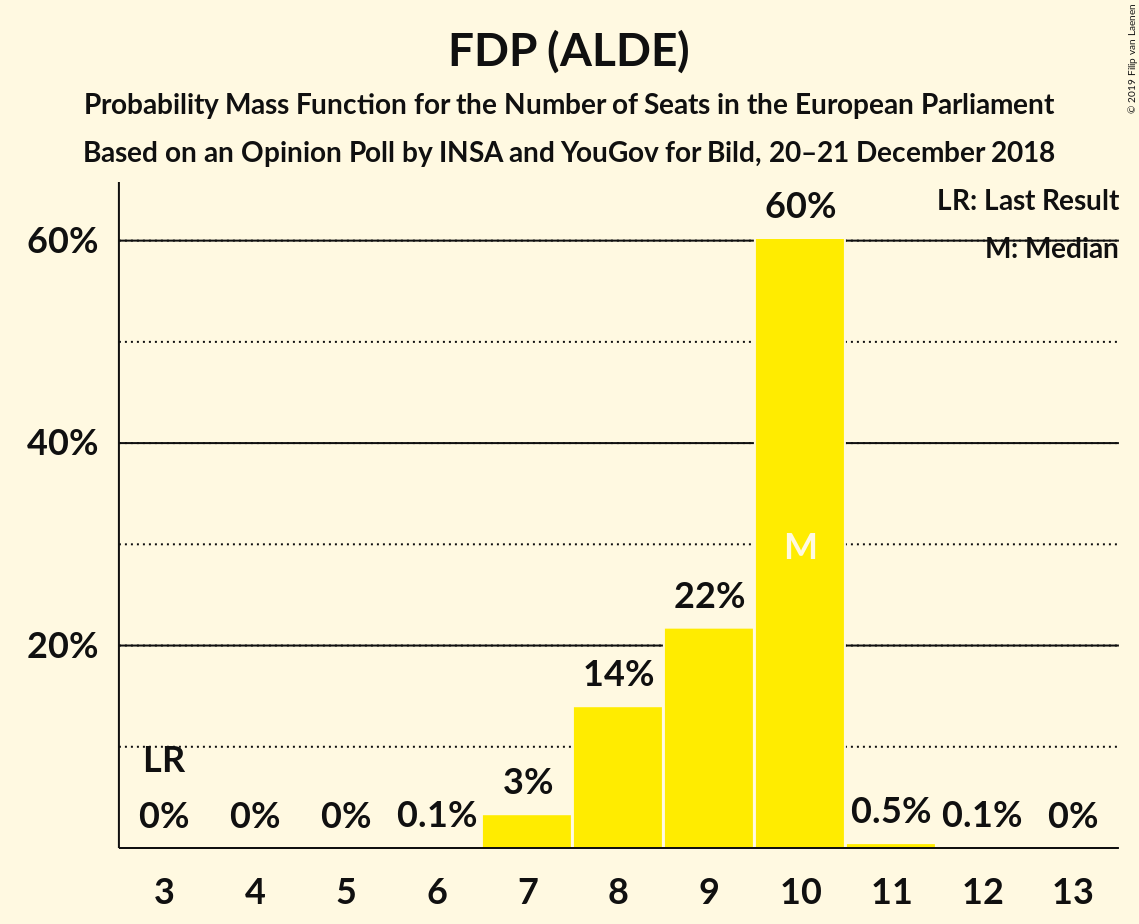 FDP (ALDE)
Probability Mass Function for the Number of Seats in the European Parliament
Based on an Opinion Poll by INSA and YouGov for Bild, 20–21 December 2018
© 2019 Filip van Laenen
LR: Last Result
M: Median
60%
40%
20%
LR
0%
0%
0%
0.1%
3%
14%
22%
60%
M
0.5%
0.1%
0%
3 4 5 6 7 8 9 10 11 12 13